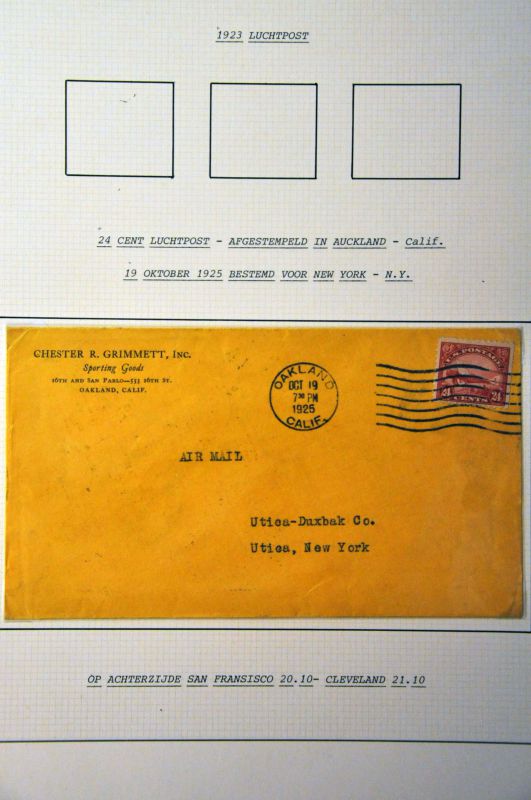 1923 LUCHTPOST
24 CENT LUCHTPOST - AFGESTEMPELD IN AUCKLAND - Calif.
19 OKTOBER 1925 BESTEMD VOOR NEW YORK - N.Y.
CHESTER R. GRIMMETT, INC.
Sporting Goods
16TH AND SAN PABLO—533 16TH ST.
OAKLAND, CALIF.
OAKLAND
OCT 19
7 30 PM
1925
CALIF.
U.S. POSTAGE
24 24
CENTS
AIR MAIL
Utica-Duxbak Co.
Utica, New York
OP ACHTERZIJDE SAN FRANSISCO 20.10- CLEVELAND 21.10